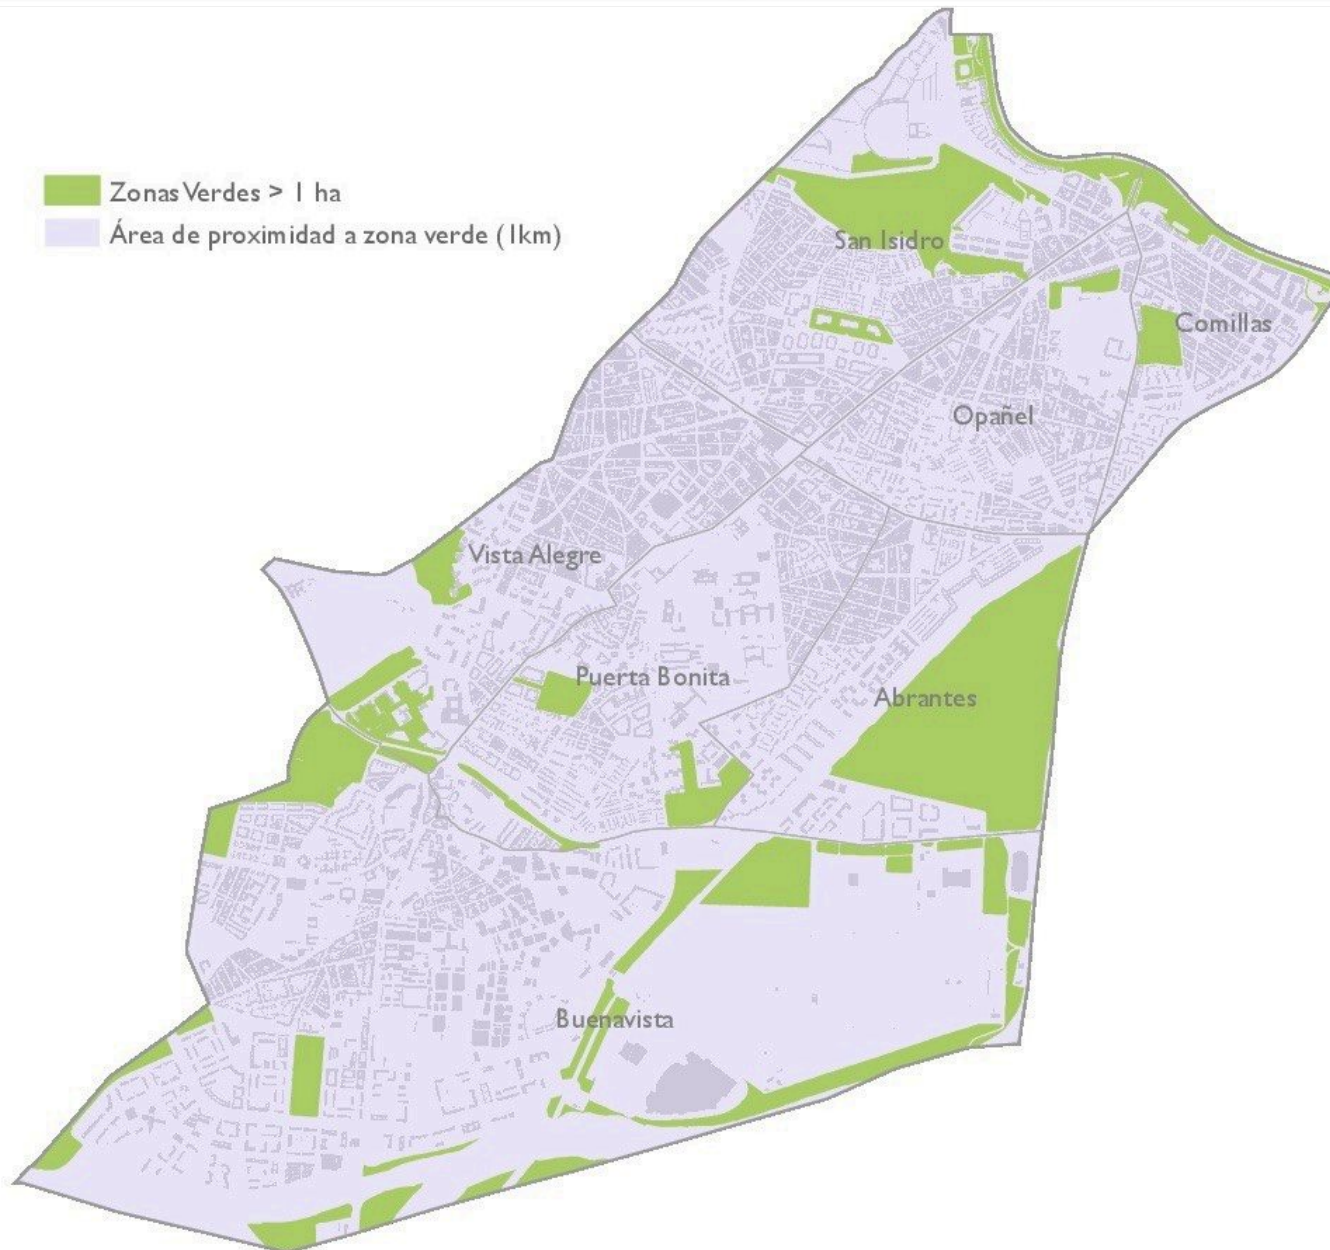 Zonas Verdes > 1 ha
Área de proximidad a zona verde (1km)
San Isidro
Comillas
Opañel
Vista Alegre
Puerta Bonita
Abrantes
Buenavista